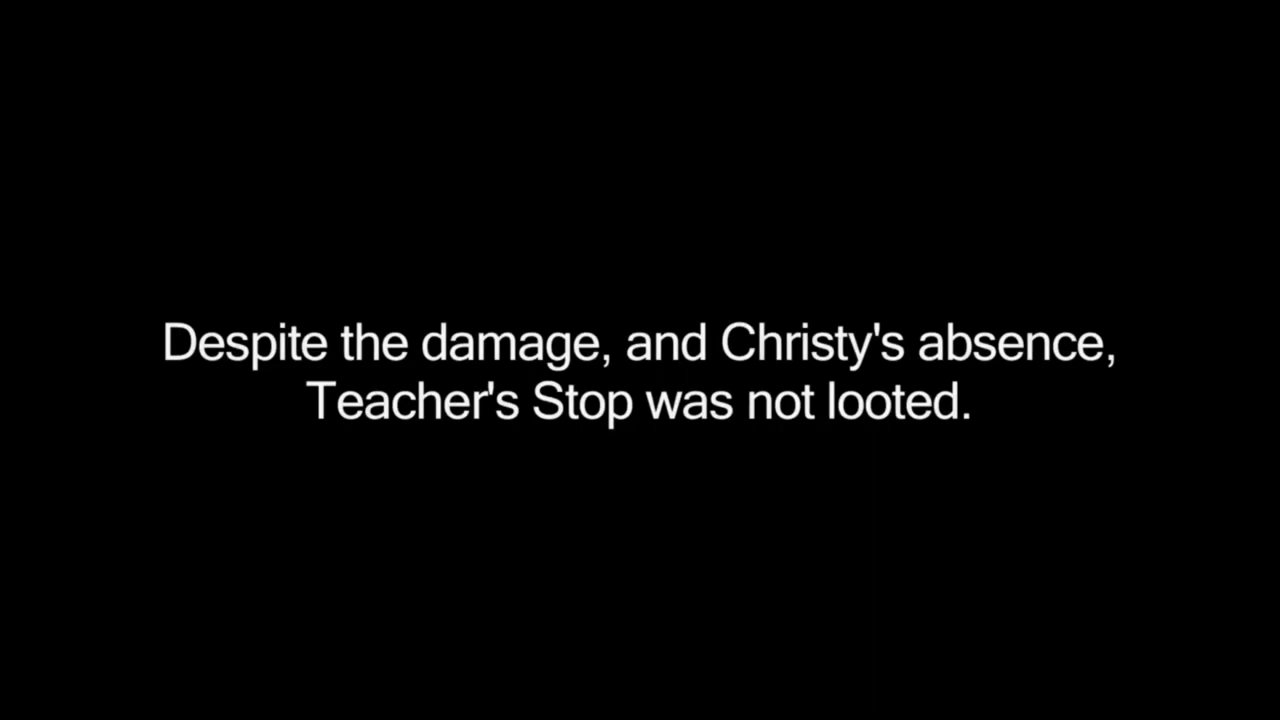 Despite the damage, and Christy's absence,
Teacher's Stop was not looted.